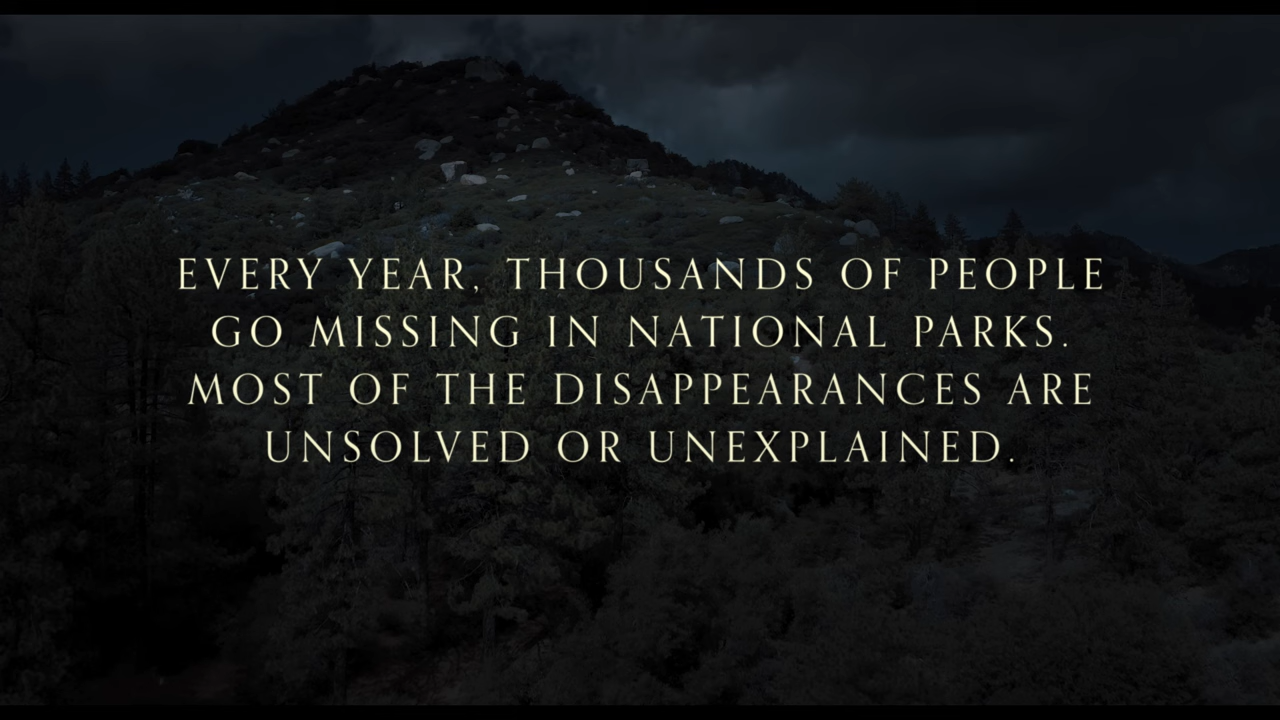 EVERY YEAR, THOUSANDS OF PEOPLE
GO MISSING IN NATIONAL PARKS.
MOST OF THE DISAPPEARANCES ARE
UNSOLVED OR UNEXPLAINED.